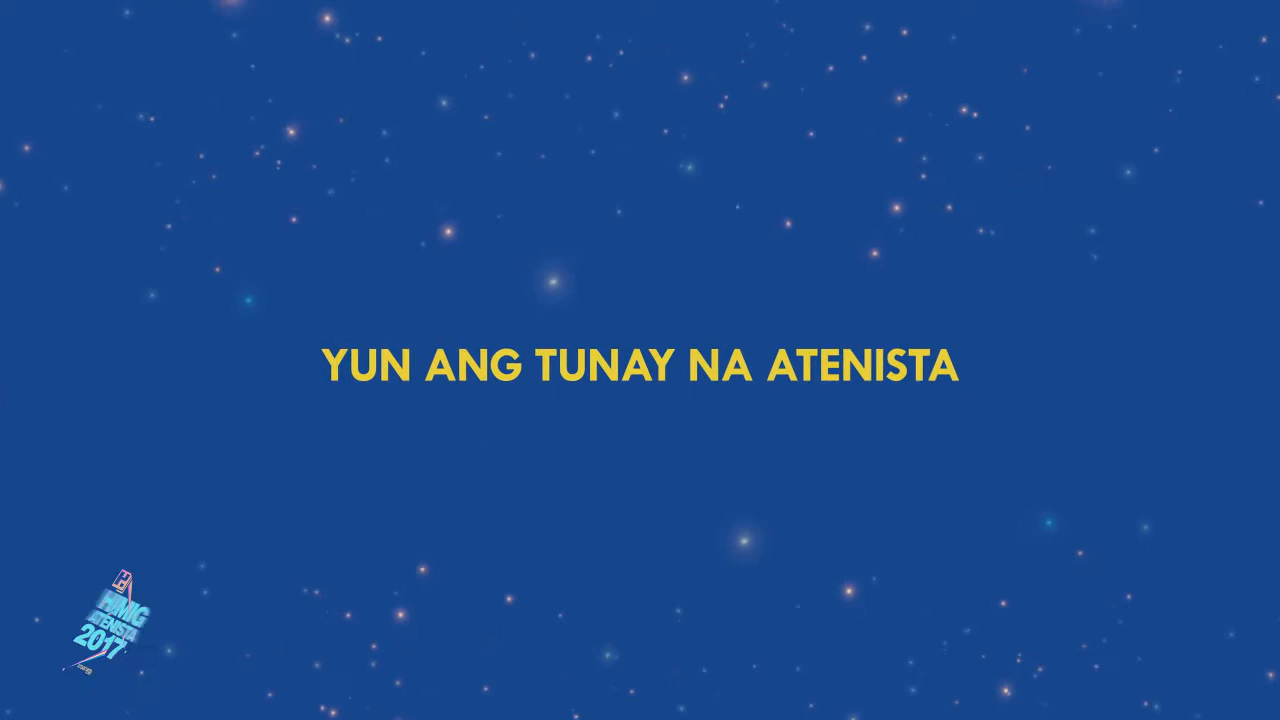 YUN ANG TUNAY NA ATENISTA
HIMIG
ATENISTA
2017